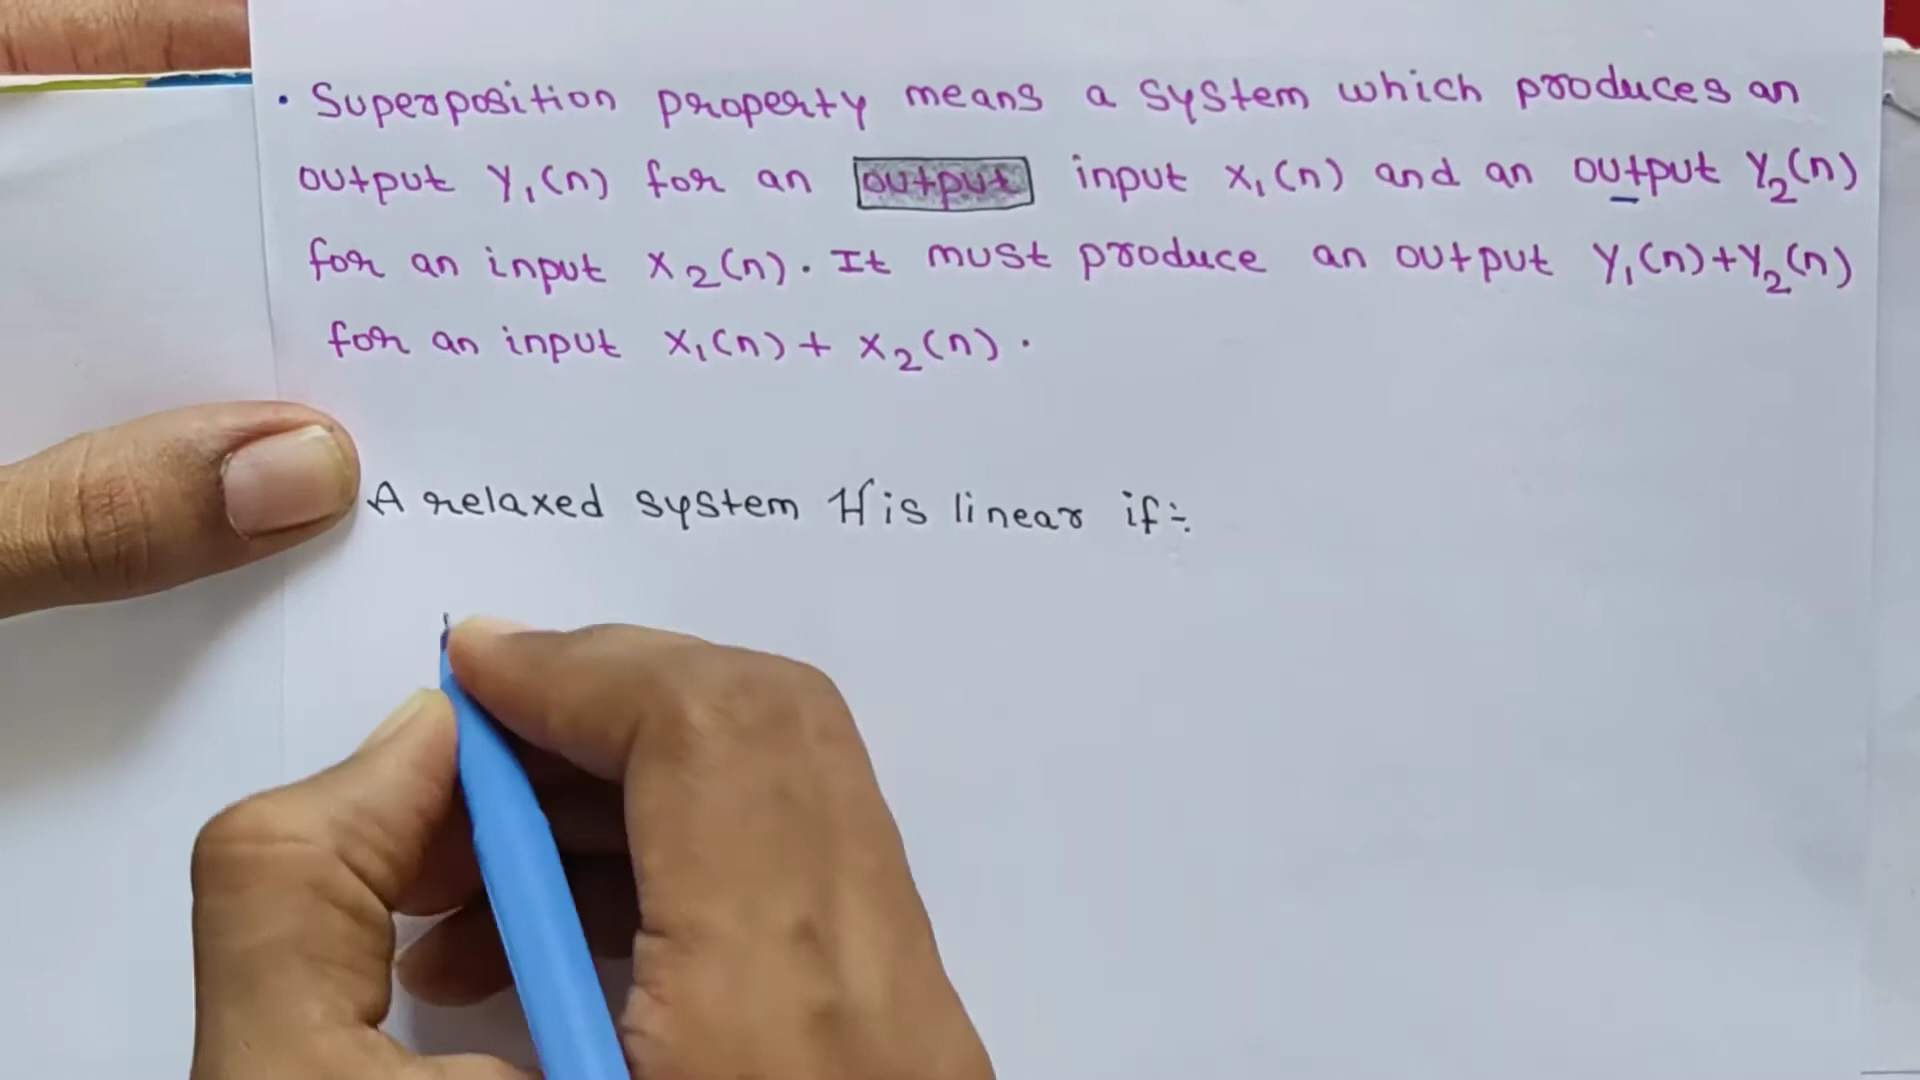 • Superposition property means a system which produces an
output y₁(n) for an output input x₁(n) and an output y₂(n)
for an input x₂(n). It must produce an output y₁(n)+y₂(n)
for an input x₁(n) + x₂(n).
A relaxed system H is linear if:-